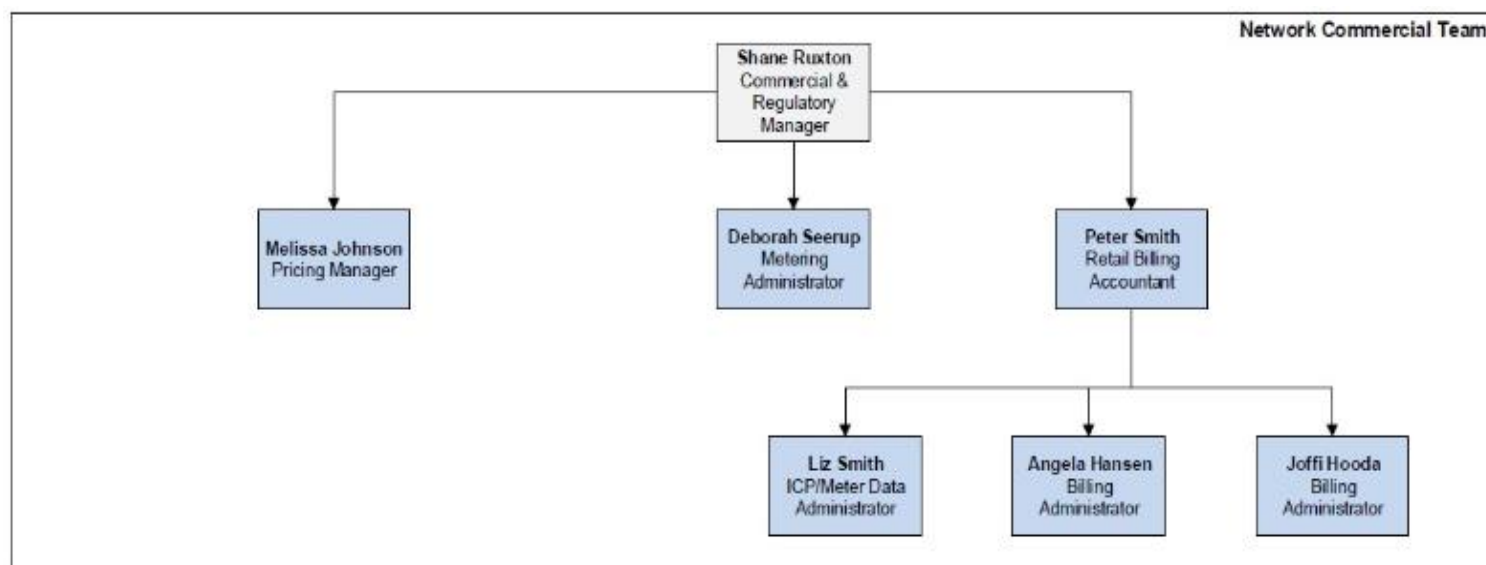 Network Commercial Team
Shane Ruxton
Commercial &
Regulatory
Manager
Melissa Johnson
Pricing Manager
Deborah Seerup
Metering
Administrator
Peter Smith
Retail Billing
Accountant
Liz Smith
ICP/Meter Data
Administrator
Angela Hansen
Billing
Administrator
Joffi Hooda
Billing
Administrator